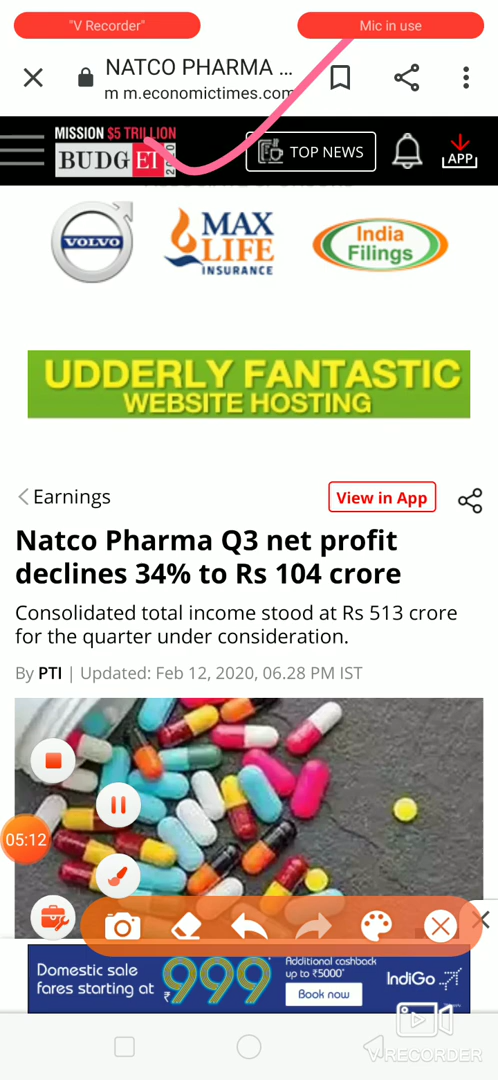 "V Recorder"
Mic in use
NATCO PHARMA ...
m m.economictimes.com
MISSION $5 TRILLION
BUDGET 2020
TOP NEWS
APP
VOLVO
MAX
LIFE
INSURANCE
India
Filings
UDDERLY FANTASTIC
WEBSITE HOSTING
Earnings
View in App
Natco Pharma Q3 net profit
declines 34% to Rs 104 crore
Consolidated total income stood at Rs 513 crore
for the quarter under consideration.
By PTI | Updated: Feb 12, 2020, 06.28 PM IST
05:12
Domestic sale
fares starting at
₹999*
Additional cashback
up to ₹5000*
Book now
IndiGo
VRECORDER